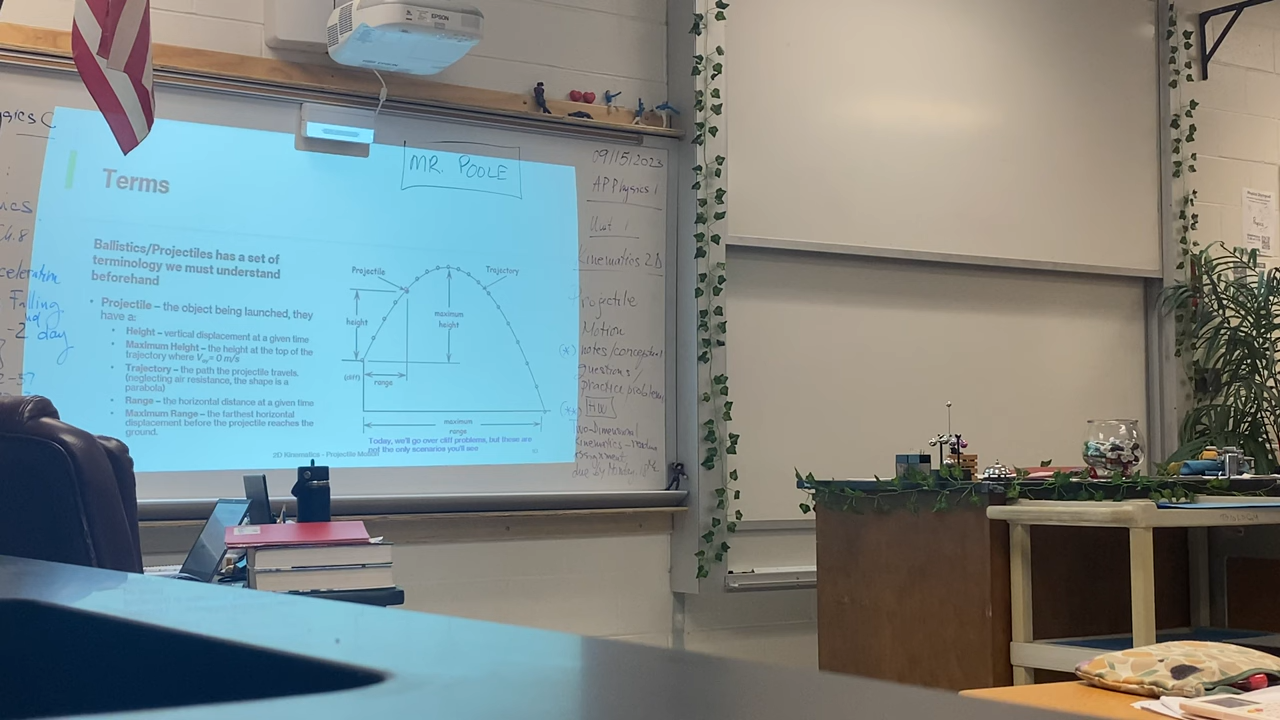 EPSON
MR. POOLE
Terms
Ballistics/Projectiles has a set of
terminology we must understand
beforehand
• Projectile – the object being launched, they
have a:
• Height – vertical displacement at a given time
• Maximum Height – the height at the top of the
trajectory where = 0 m/s
• Trajectory – the path the projectile travels.
(neglecting air resistance, the shape is a
parabola)
• Range – the horizontal distance at a given time
• Maximum Range – the farthest horizontal
displacement before the projectile reaches the
ground.
Projectile
Trajectory
height
maximum
height
range
maximum
range
Today, we'll go over cliff problems, but these are
not the only scenarios you'll see
2D Kinematics - Projectile Motion
09/15/2023
AP Physics 1
Unit 1
Kinematics 2D
Projectile
Motion
(*) notes/conceptual
questions/
practice problems
Two-Dimensional
Kinematics
assignment
due by
Falling
-2 day